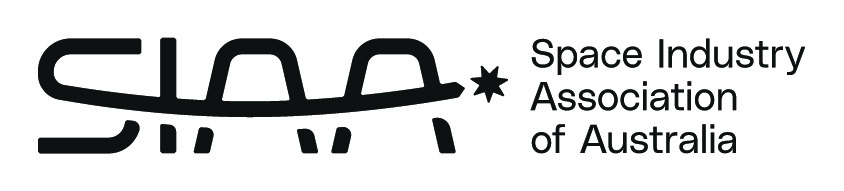 SIAA
Space Industry
Association
of Australia